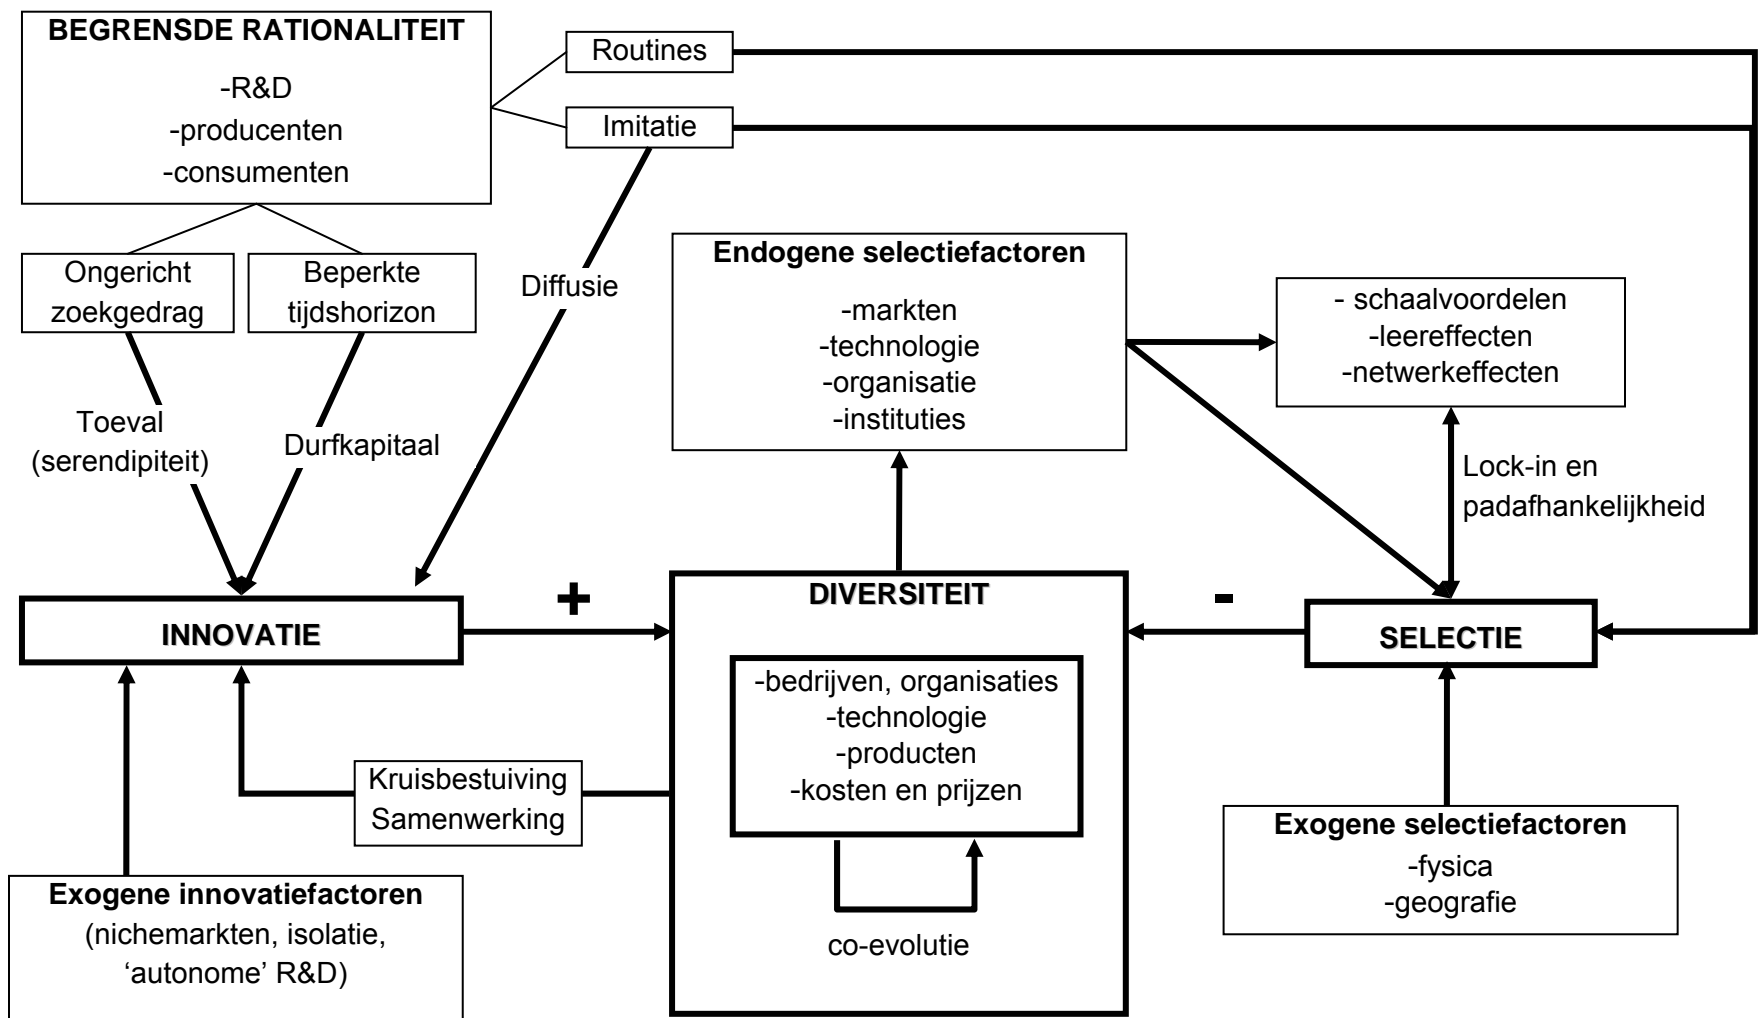 BEGRENSDE RATIONALITEIT
-R&D
-producenten
-consumenten
Routines
Imitatie
Ongericht
zoekgedrag
Beperkte
tijdshorizon
Diffusie
Toeval
(serendipiteit)
Durfkapitaal
Endogene selectiefactoren
-markten
-technologie
-organisatie
-instituties
- schaalvoordelen
-leereffecten
-netwerkeffecten
Lock-in en
padafhankelijkheid
INNOVATIE
+
DIVERSITEIT
-bedrijven, organisaties
-technologie
-producten
-kosten en prijzen
co-evolutie
-
SELECTIE
Kruisbestuiving
Samenwerking
Exogene innovatiefactoren
(nichemarkten, isolatie,
‘autonome’ R&D)
Exogene selectiefactoren
-fysica
-geografie